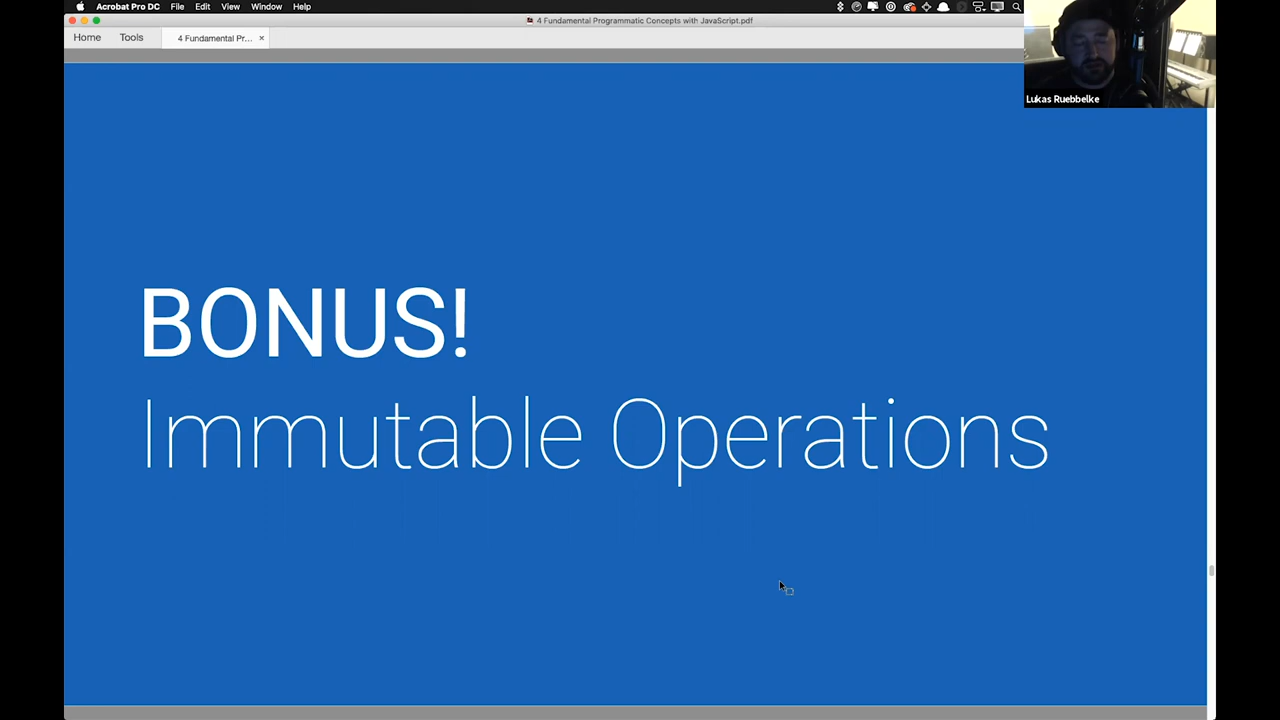 Acrobat Pro DC File Edit View Window Help
4 Fundamental Programmatic Concepts with JavaScript.pdf
Home Tools 4 Fundamental Pr... ×
Lukas Ruebbelke
BONUS!
Immutable Operations